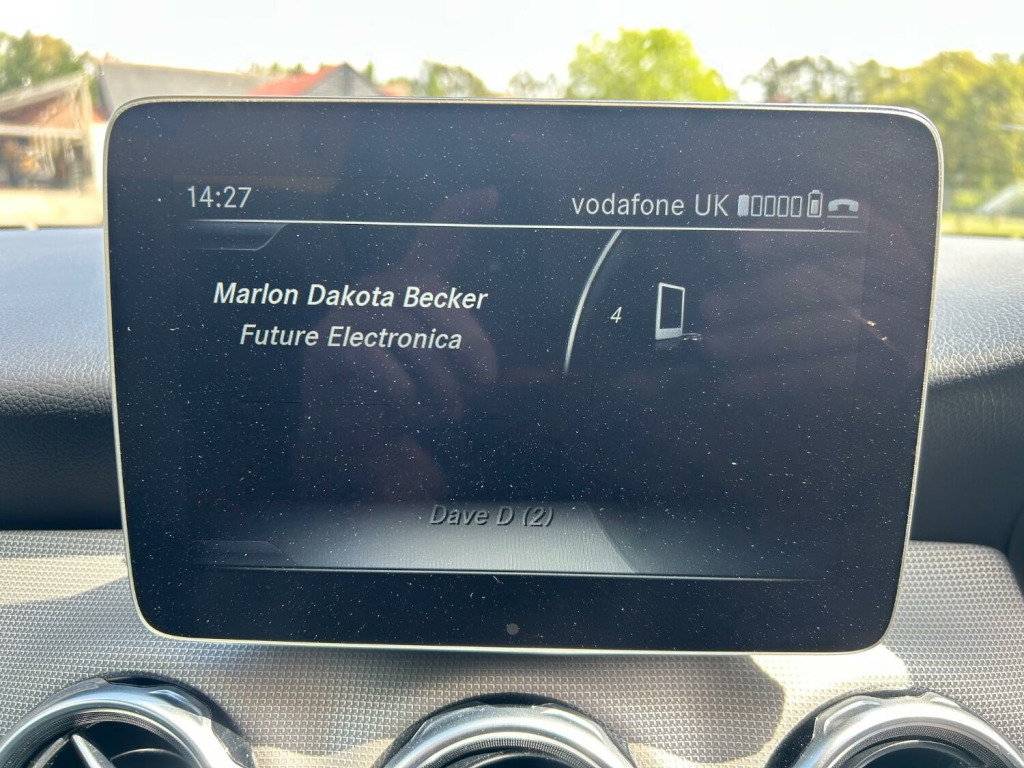 14:27
vodafone UK
Marlon Dakota Becker
Future Electronica
4
Dave D (2)